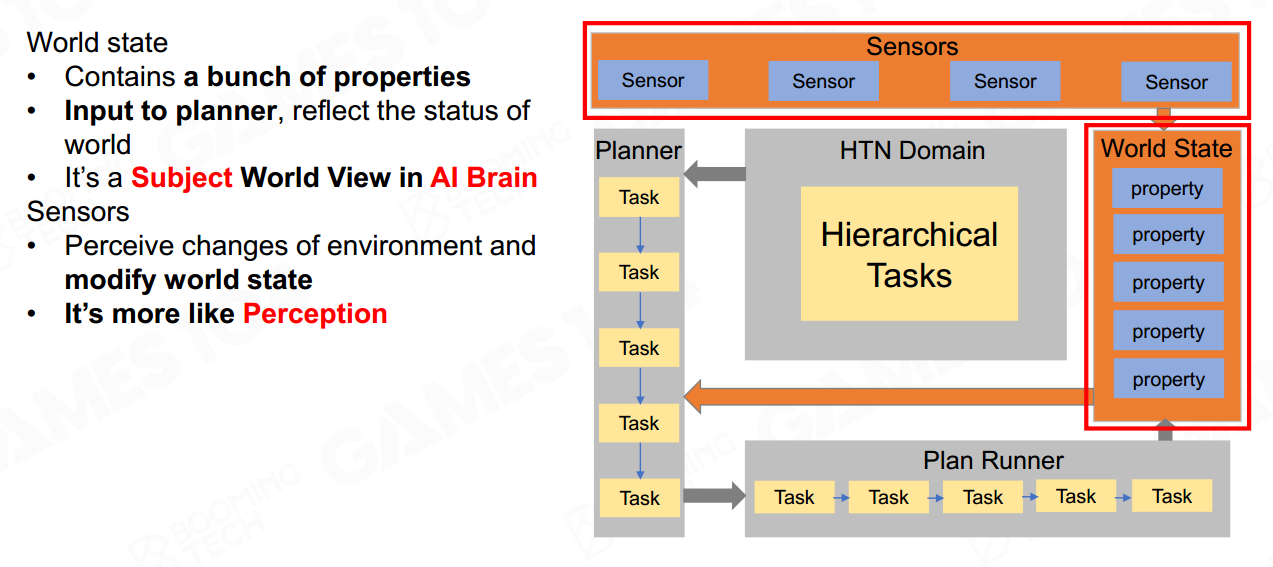 World state
• Contains a bunch of properties
• Input to planner, reflect the status of
world
• It's a Subject World View in AI Brain
Sensors
• Perceive changes of environment and
modify world state
• It's more like Perception
Sensors
Sensor Sensor Sensor Sensor
Planner
Task
Task
Task
Task
Task
HTN Domain
Hierarchical
Tasks
World State
property
property
property
property
property
Plan Runner
Task Task Task Task Task
BOOMING
TECH